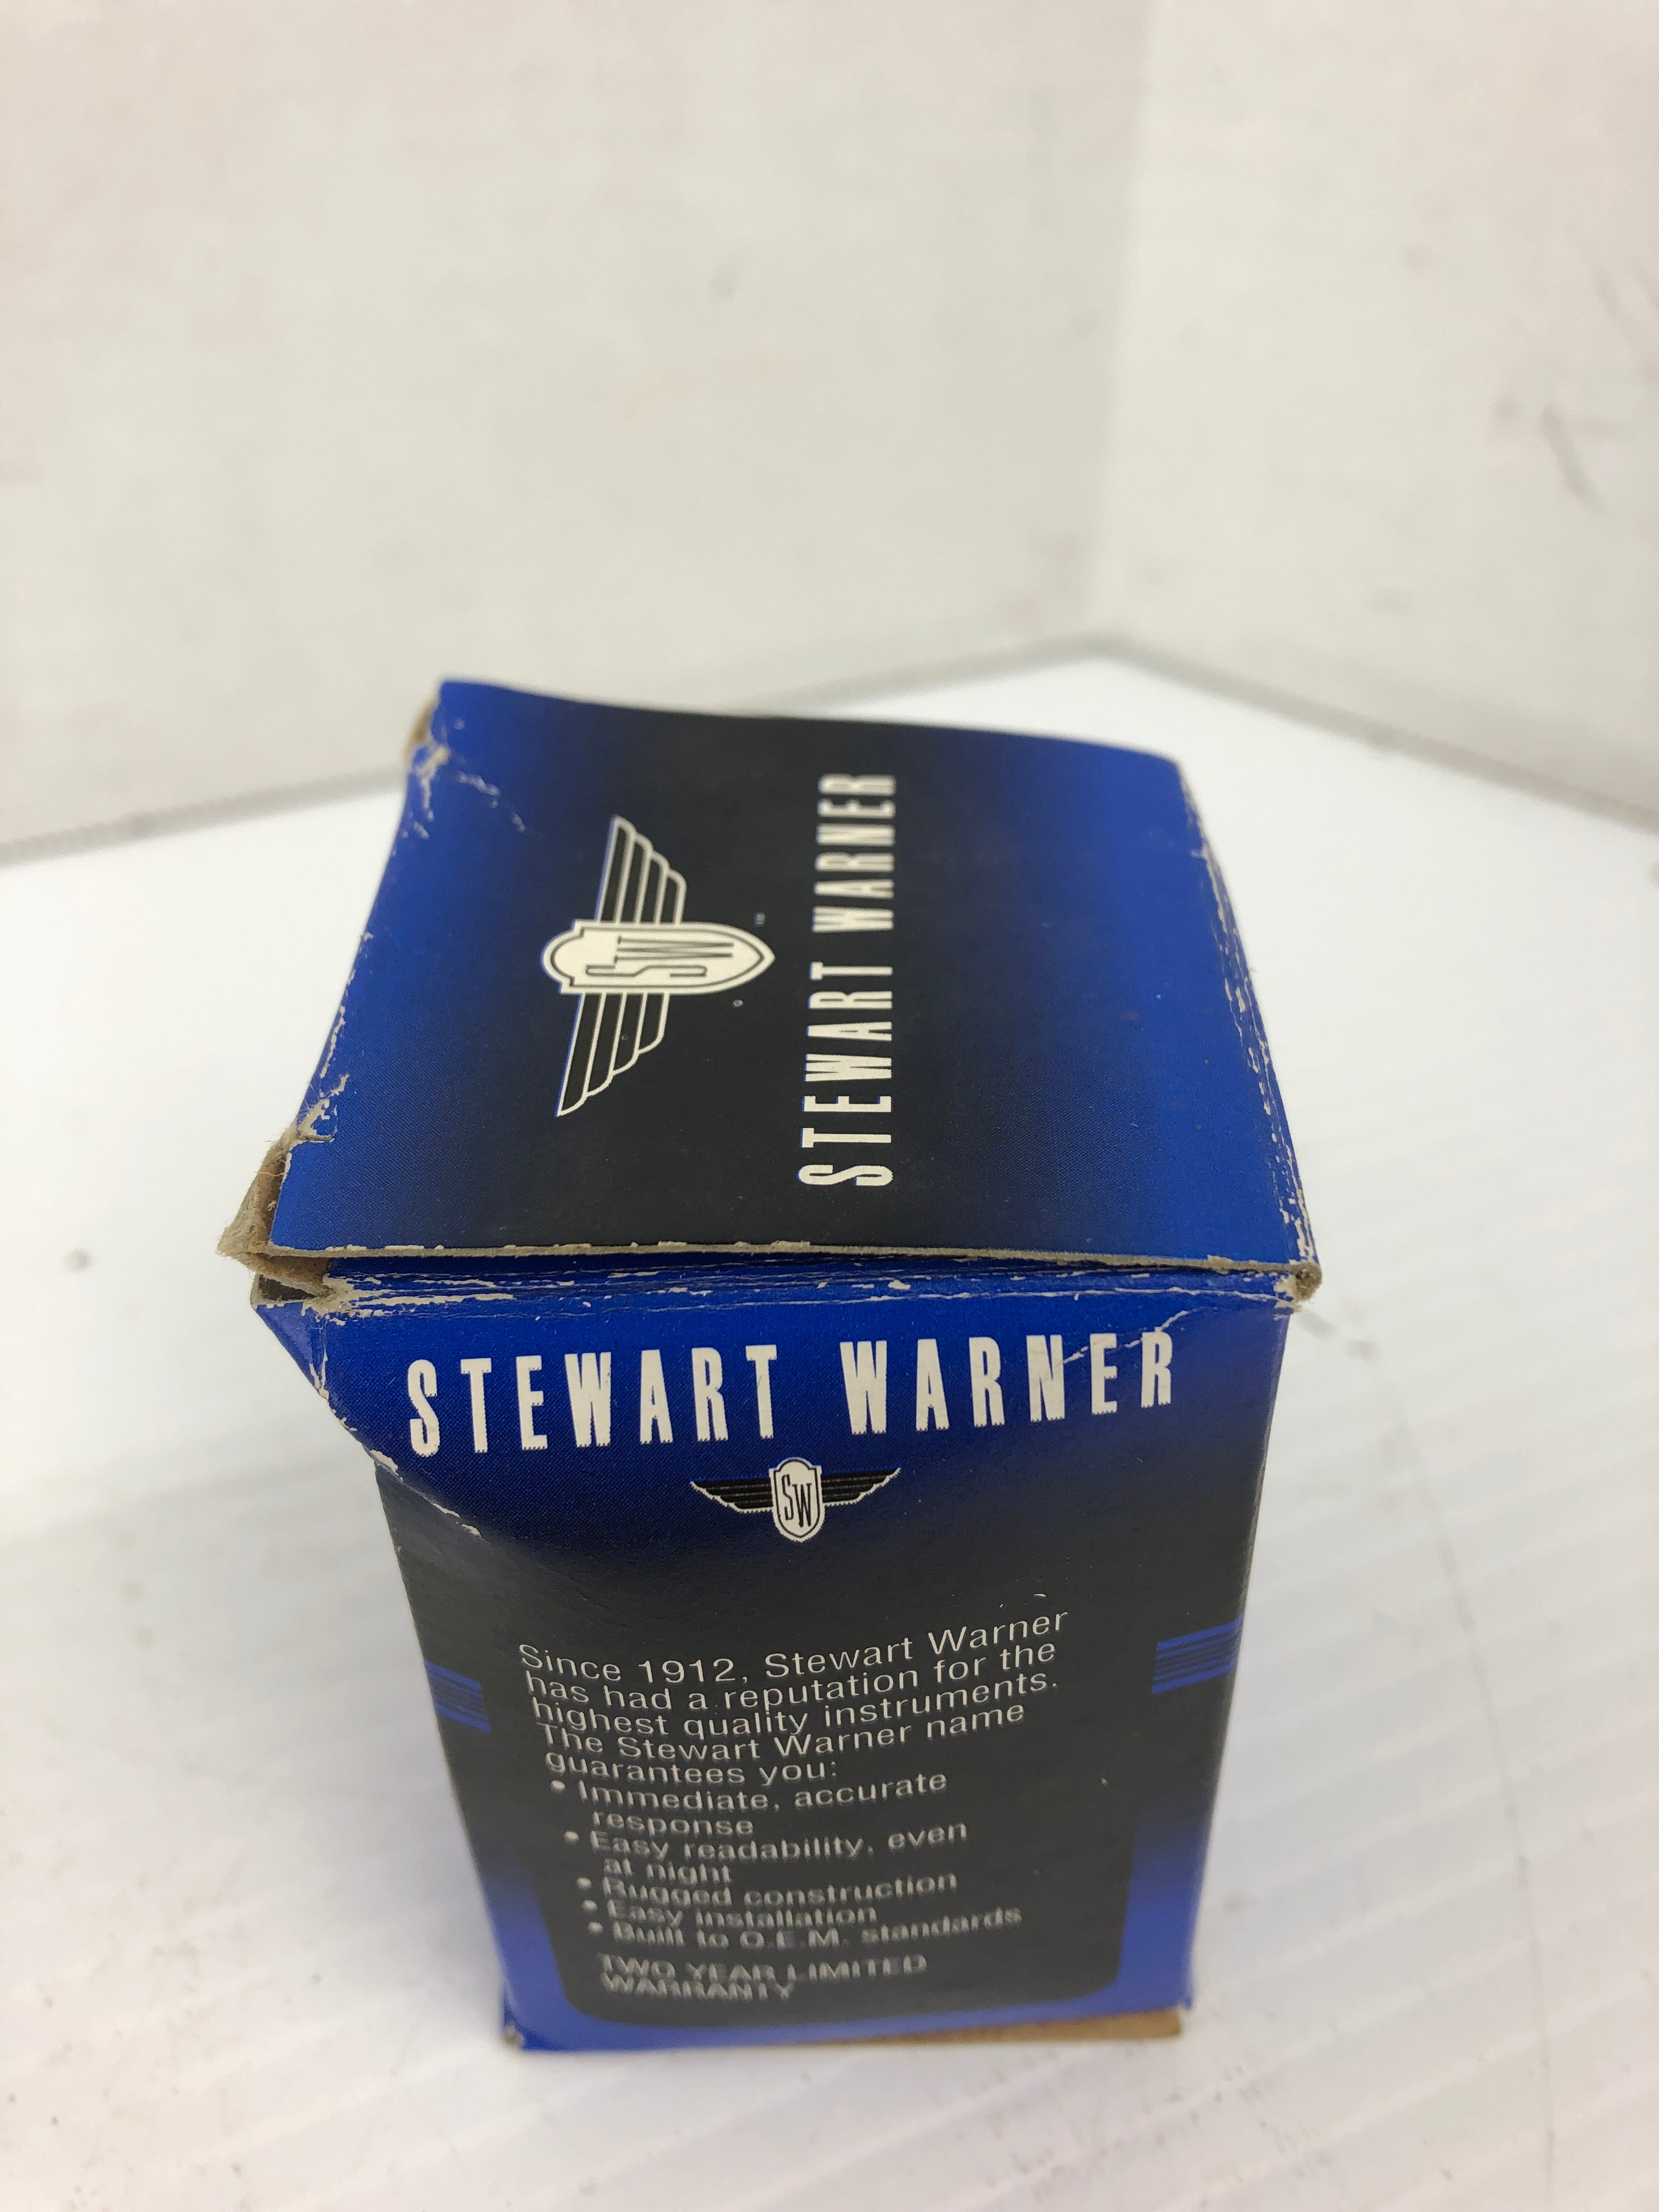 SW
™
STEWART WARNER
STEWART WARNER
SW
Since 1912, Stewart Warner
has had a reputation for the
highest quality instruments.
The Stewart Warner name
guarantees you:
• Immediate, accurate
response
• Easy readability, even
at night
• Rugged construction
• Easy installation
• Built to O.E.M. standards
TWO YEAR LIMITED
WARRANTY